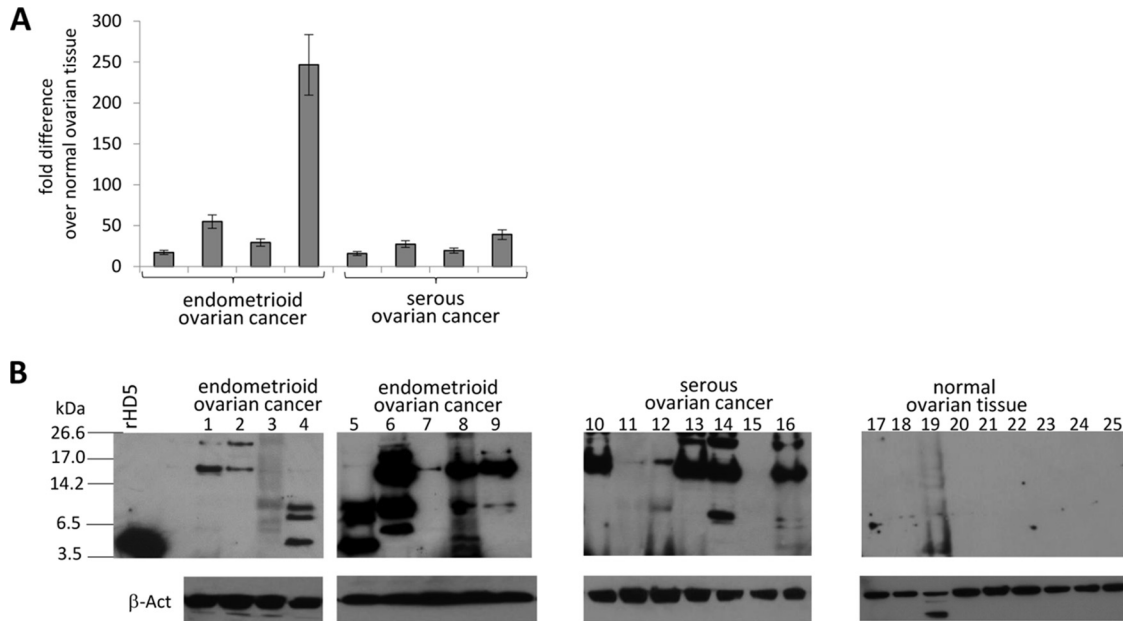 A
fold difference
over normal ovarian tissue
300
250
200
150
100
50
0
endometrioid
ovarian cancer
serous
ovarian cancer
B
kDa
rHD5
endometrioid
ovarian cancer
1 2 3 4
endometrioid
ovarian cancer
5 6 7 8 9
serous
ovarian cancer
10 11 12 13 14 15 16
normal
ovarian tissue
17 18 19 20 21 22 23 24 25
26.6
17.0
14.2
6.5
3.5
β-Act